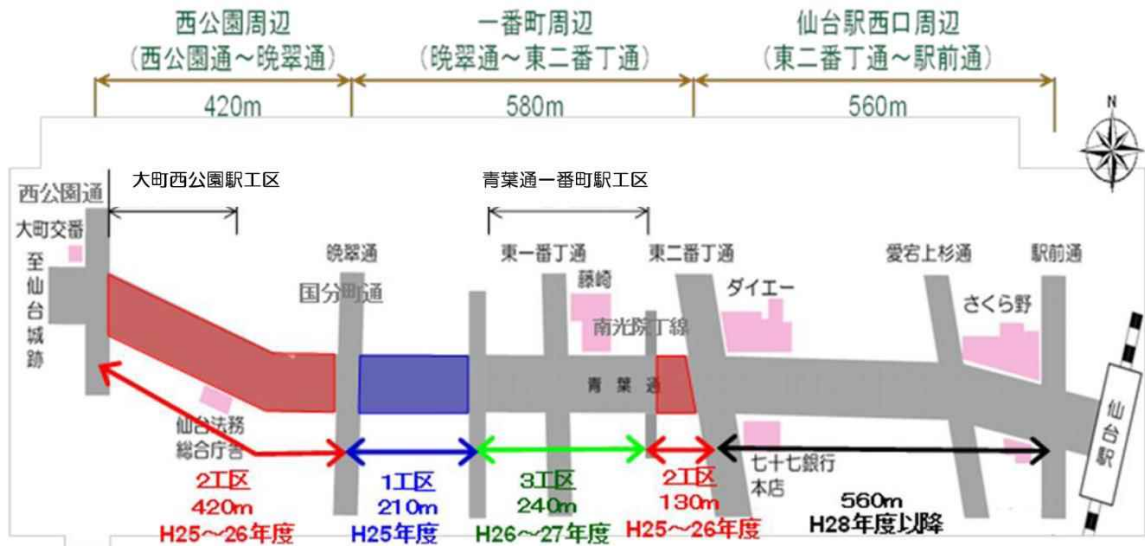 西公園周辺
（西公園通～晩翠通）
420m
一番町周辺
（晩翠通～東二番丁通）
580m
仙台駅西口周辺
（東二番丁通～駅前通）
560m
N
大町西公園駅工区
青葉通一番町駅工区
西公園通
大町交番
至仙台城跡
晩翠通
国分町通
東一番丁通
藤崎
東二番丁通
南光院丁線
ダイエー
愛宕上杉通
さくら野
駅前通
青葉通
仙台駅
仙台法務
総合庁舎
七十七銀行
本店
2工区
420m
H25～26年度
1工区
210m
H25年度
3工区
240m
H26～27年度
2工区
130m
H25～26年度
560m
H28年度以降